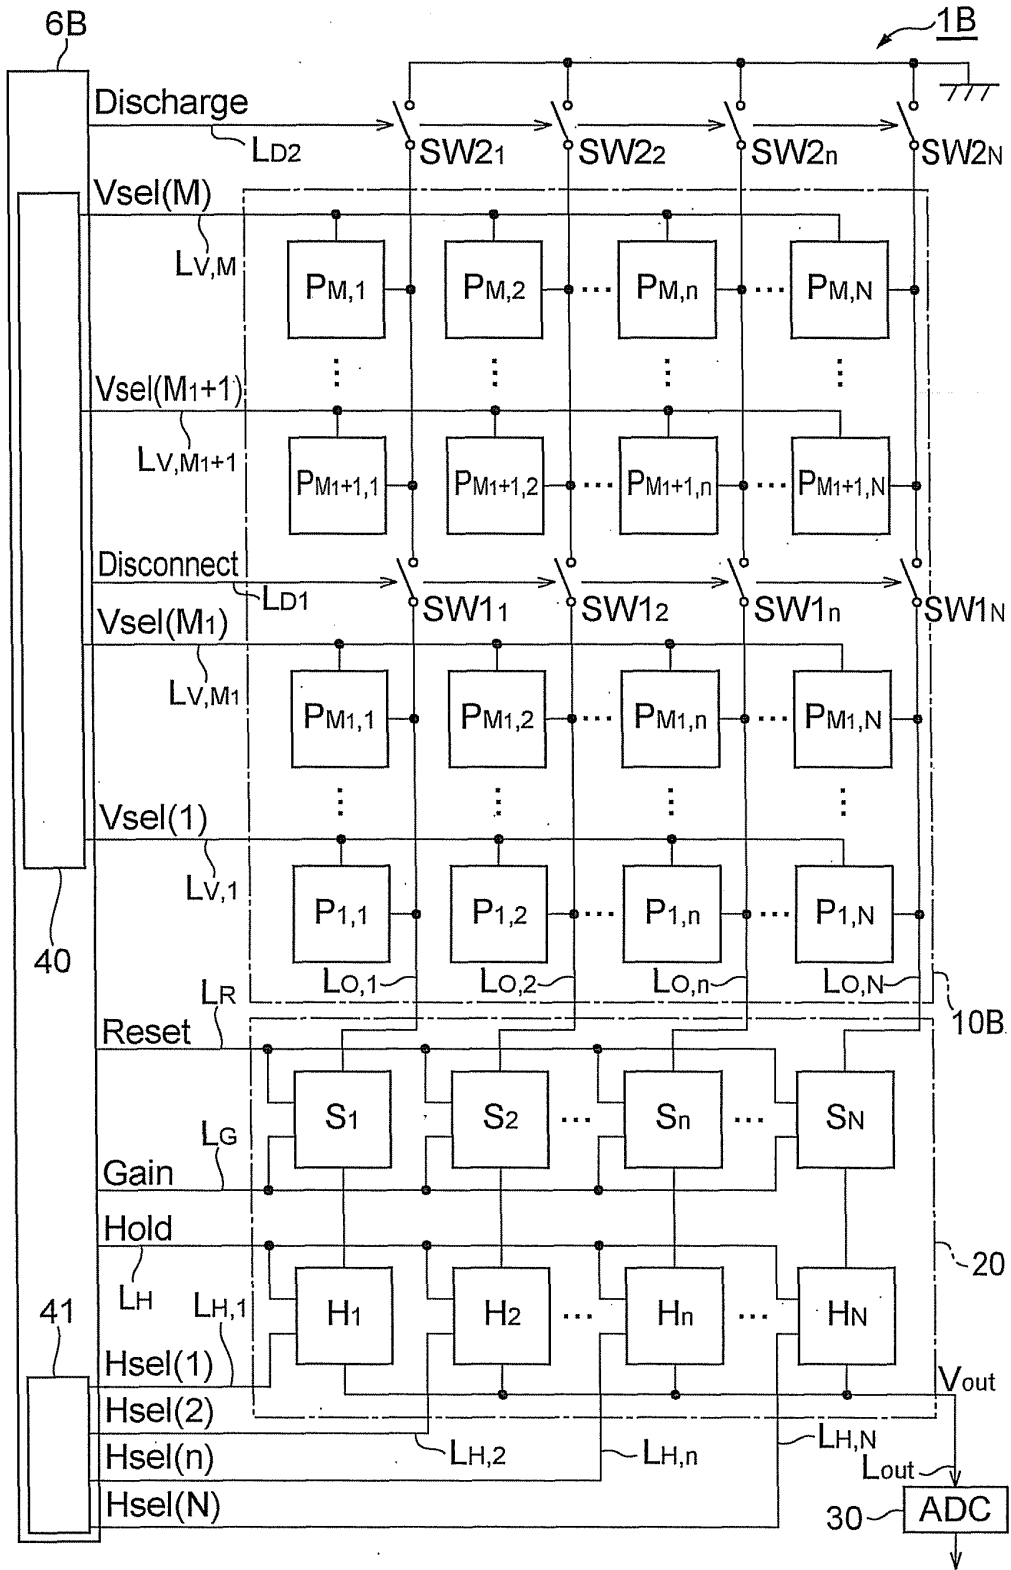 6B
1B
Discharge
LD2
SW21
SW22
SW2n
SW2N
Vsel(M)
LV,M
PM,1
PM,2
PM,n
PM,N
Vsel(M1+1)
LV,M1+1
PM1+1,1
PM1+1,2
PM1+1,n
PM1+1,N
Disconnect
LD1
SW11
SW12
SW1n
SW1N
Vsel(M1)
LV,M1
PM1,1
PM1,2
PM1,n
PM1,N
Vsel(1)
LV,1
P1,1
P1,2
P1,n
P1,N
40
LO,1
LO,2
LO,n
LO,N
10B
LR
Reset
S1
S2
Sn
SN
LG
Gain
Hold
LH
20
41
LH,1
H1
H2
Hn
HN
Hsel(1)
Vout
Hsel(2)
LH,2
LH,n
LH,N
Hsel(n)
Lout
Hsel(N)
30
ADC